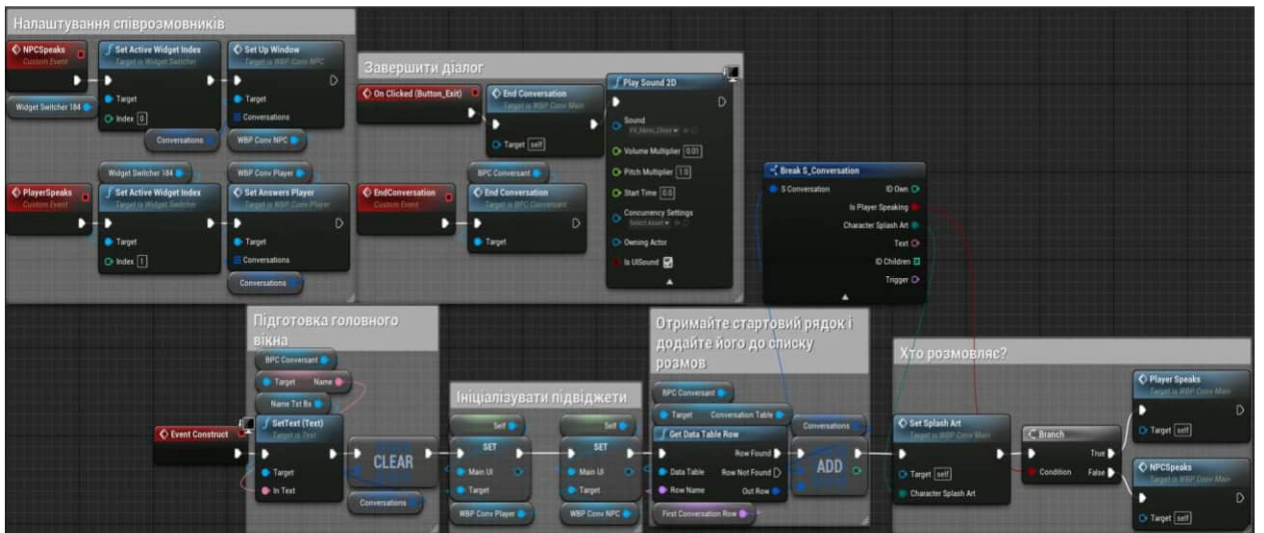 Налаштування співрозмовників
NPCSpeaks
Custom Event
Set Active Widget Index
Target is Widget Switcher
Set Up Window
Target is WBP Conv NPC
Widget Switcher 184
Target
Index 0
Target
Conversations
Conversations
WBP Conv NPC
Widget Switcher 184
WBP Conv Player
PlayerSpeaks
Custom Event
Set Active Widget Index
Target is Widget Switcher
Set Answers Player
Target is WBP Conv Player
Target
Index 1
Target
Conversations
Conversations
Завершити діалог
On Clicked (Button_Exit)
End Conversation
Target is WBP Conv Main
Target self
BPC Conversant
EndConversation
Custom Event
End Conversation
Target is BPC Conversant
Target
Play Sound 2D
Sound
Volume Multiplier 0.01
Pitch Multiplier 1.0
Start Time 0.0
Concurrency Settings
Select Asset
Owning Actor
Is UISound
Break S_Conversation
S Conversation
ID Own
Is Player Speaking
Character Splash Art
Text
ID Children
Trigger
Підготовка головного
вікна
BPC Conversant
Target Name
Name Txt Bx
Event Construct
SetText (Text)
Target is Text
Target
In Text
CLEAR
Conversations
Ініціалізувати підвіджети
Self
Self
SET
SET
Main UI
Main UI
Target
Target
WBP Conv Player
WBP Conv NPC
Отримайте стартовий рядок і
додайте його до списку
розмов
BPC Conversant
Target Conversation Table
Conversations
Get Data Table Row
Row Found
Data Table Row Not Found
Row Name Out Row
First Conversation Row
ADD
Хто розмовляє?
Set Splash Art
Target is WBP Conv Main
Target self
Character Splash Art
Branch
True
Condition False
Player Speaks
Target is WBP Conv Main
Target self
NPCSpeaks
Target is WBP Conv Main
Target self